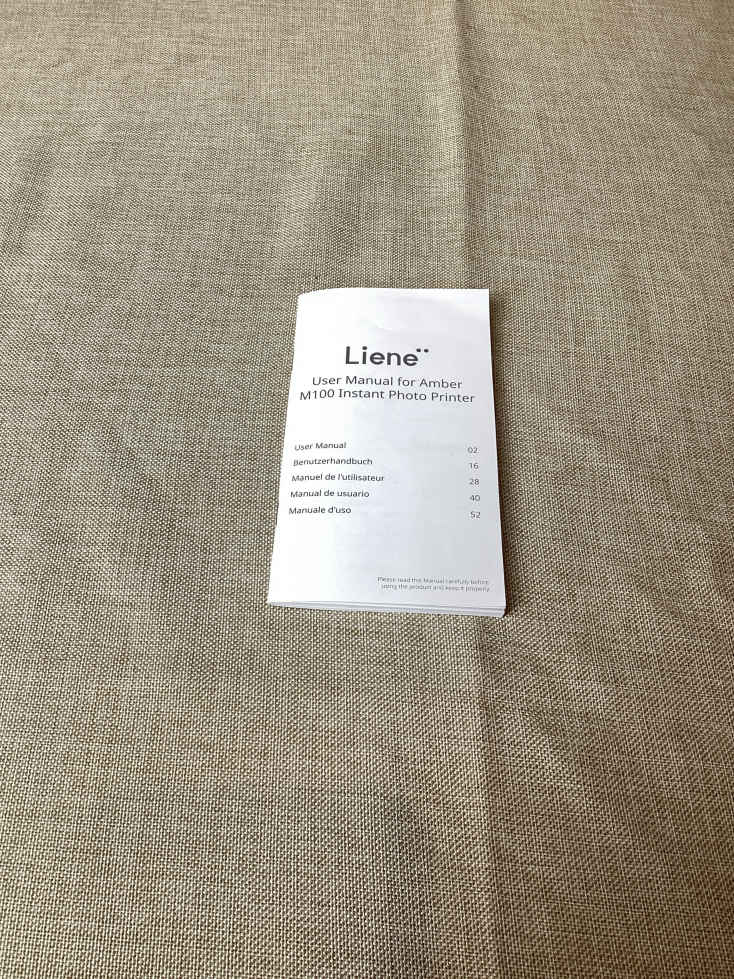 Liene
User Manual for Amber
M100 Instant Photo Printer
User Manual 02
Benutzerhandbuch 16
Manuel de l'utilisateur 28
Manual de usuario 40
Manuale d'uso 52
Please read this Manual carefully before
using the product and keep it properly.